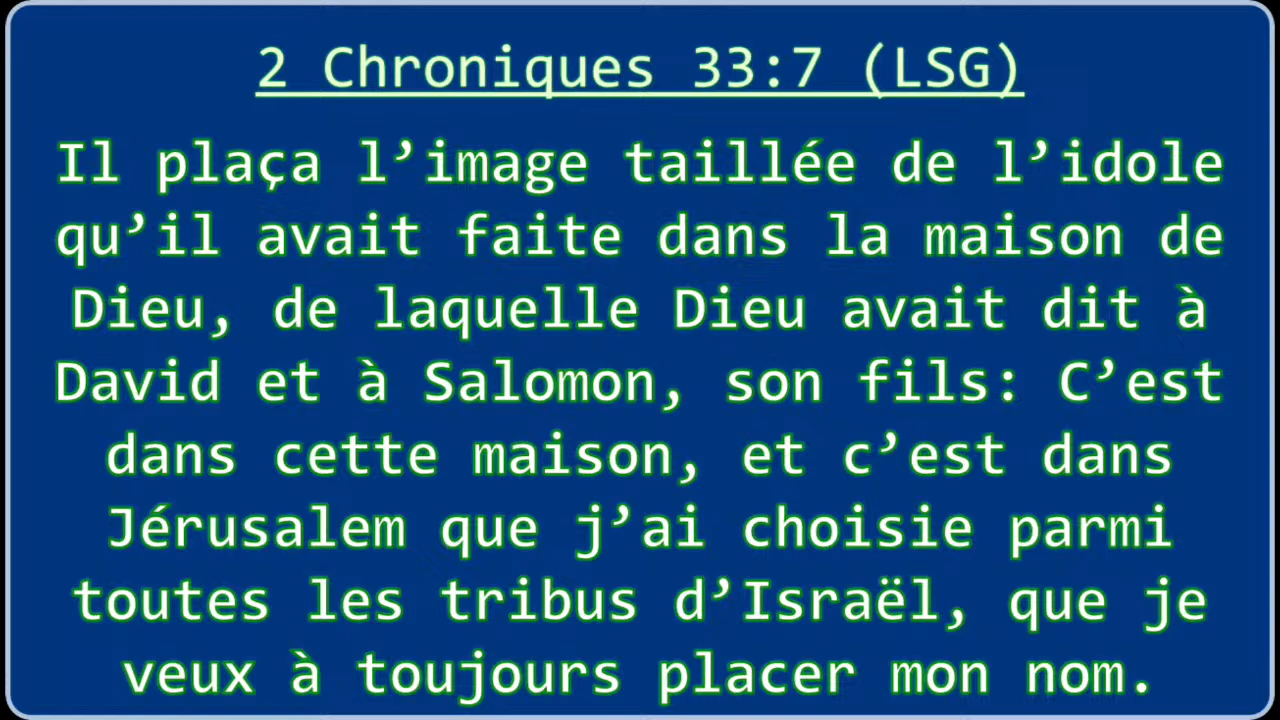 2 Chroniques 33:7 (LSG)
Il plaça l’image taillée de l’idole
qu’il avait faite dans la maison de
Dieu, de laquelle Dieu avait dit à
David et à Salomon, son fils: C’est
dans cette maison, et c’est dans
Jérusalem que j’ai choisie parmi
toutes les tribus d’Israël, que je
veux à toujours placer mon nom.